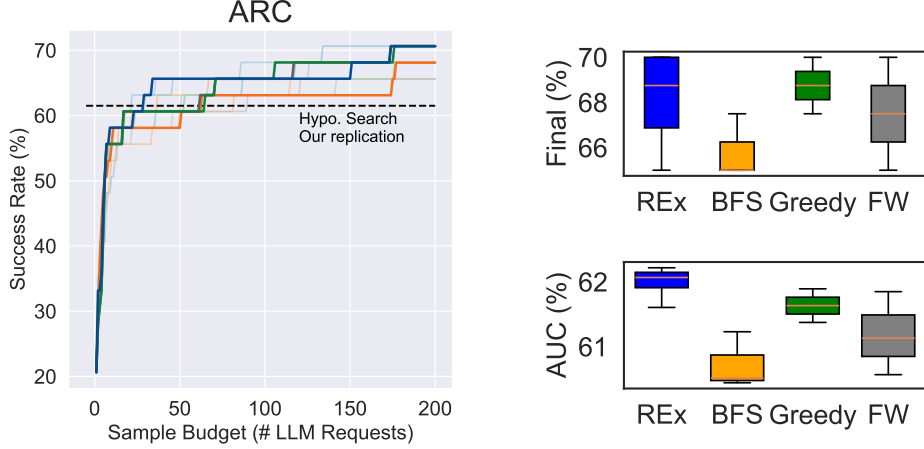 ARC
Success Rate (%)
70
60
50
40
30
20
Hypo. Search
Our replication
0 50 100 150 200
Sample Budget (# LLM Requests)
Final (%)
70
68
66
REx BFS Greedy FW
AUC (%)
62
61
REx BFS Greedy FW